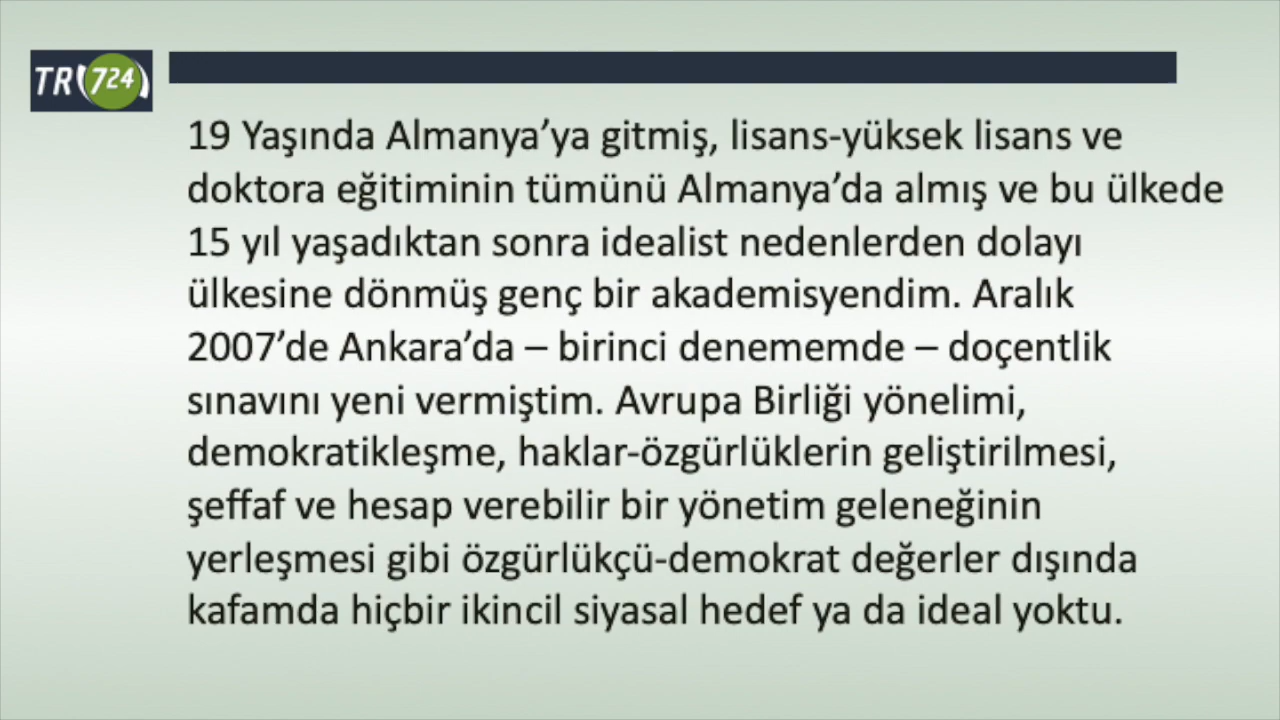 TR724
19 Yaşında Almanya’ya gitmiş, lisans-yüksek lisans ve
doktora eğitiminin tümünü Almanya’da almış ve bu ülkede
15 yıl yaşadıktan sonra idealist nedenlerden dolayı
ülkesine dönmüş genç bir akademisyendim. Aralık
2007’de Ankara’da – birinci denememde – doçentlik
sınavını yeni vermiştim. Avrupa Birliği yönelimi,
demokratikleşme, haklar-özgürlüklerin geliştirilmesi,
şeffaf ve hesap verebilir bir yönetim geleneğinin
yerleşmesi gibi özgürlükçü-demokrat değerler dışında
kafamda hiçbir ikincil siyasal hedef ya da ideal yoktu.